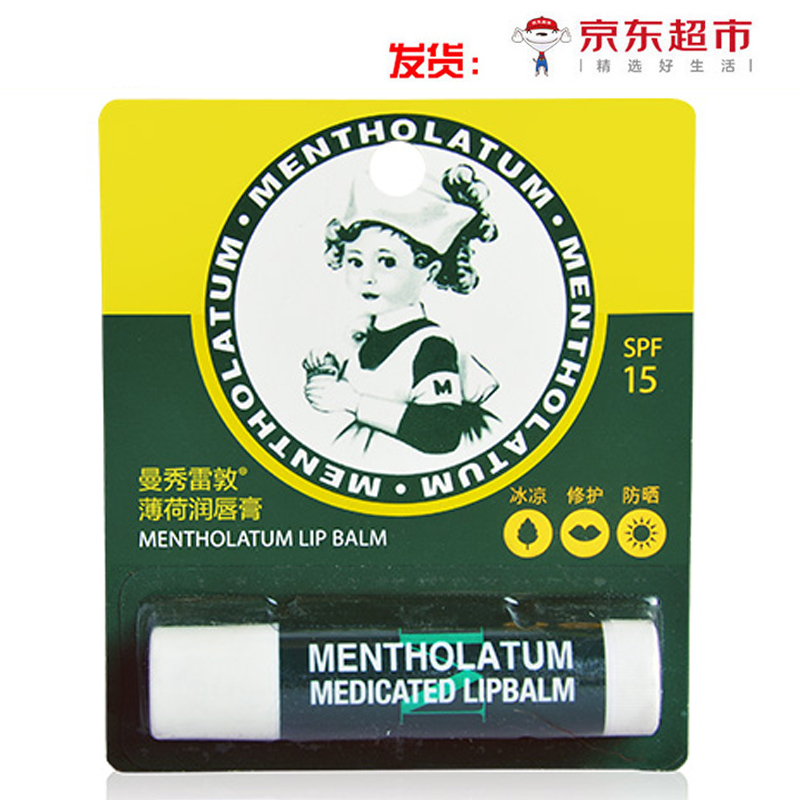 发货：
京东超市
精选好生活
MENTHOLATUM • MENTHOLATUM • MENTHOLATUM • MENTHOLATUM •
M
SPF
15
曼秀雷敦®
薄荷润唇膏
MENTHOLATUM LIP BALM
冰凉 修护 防晒
M
MENTHOLATUM
MEDICATED LIPBALM